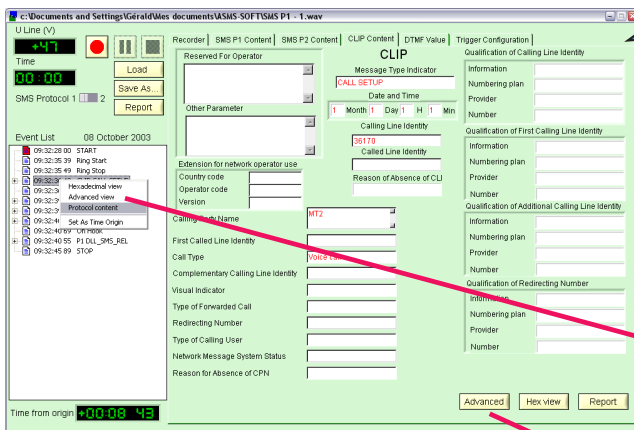 c:\Documents and Settings\Gérald\Mes documents\ASMS-SOFT\SMS P1 - 1.wav
U Line (V)
+47
Time
00:00
Load
Save As...
Report
SMS Protocol 1 2
Event List 08 October 2003
09:32:28 00 START
09:32:35 39 Ring Start
09:32:35 49 Ring Stop
09:32:3
Hexadecimal view
Advanced view
Protocol content
Set As Time Origin
09:32:40 69 On Hook
09:32:40 55 P1 DLL_SMS_REL
09:32:45 89 STOP
Time from origin +00:08 43
Recorder SMS P1 Content SMS P2 Content CLIP Content DTMF Value Trigger Configuration
CLIP
Reserved For Operator
Other Parameter
Extension for network operator use
Country code
Operator code
Version
Message Type Indicator
CALL SETUP
Date and Time
1 Month 1 Day 1 H 1 Min
Calling Line Identity
36170
Called Line Identity
Reason of Absence of CLI
Calling Party Name MT2
First Called Line Identity
Call Type Voice call
Complementary Calling Line Identity
Visual Indicator
Type of Forwarded Call
Redirecting Number
Type of Calling User
Network Message System Status
Reason for Absence of CPN
Qualification of Calling Line Identity
Information
Numbering plan
Provider
Number
Qualification of First Calling Line Identity
Information
Numbering plan
Provider
Number
Qualification of Additional Calling Line Identity
Information
Numbering plan
Provider
Number
Qualification of Redirecting Number
Information
Numbering plan
Provider
Number
Advanced Hex view Report